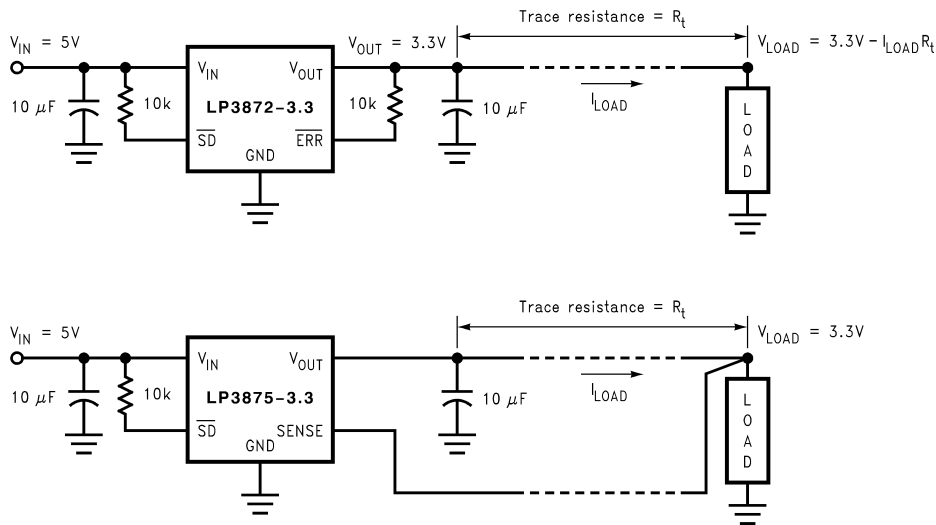 Trace resistance = Rt
VIN = 5V
VOUT = 3.3V
VLOAD = 3.3V - ILOADRt
VIN
VOUT
10 μF
10k
LP3872-3.3
10k
10 μF
ILOAD
SD
ERR
GND
LOAD
Trace resistance = Rt
VIN = 5V
VLOAD = 3.3V
VIN
VOUT
10 μF
10k
LP3875-3.3
10 μF
ILOAD
SD
SENSE
GND
LOAD